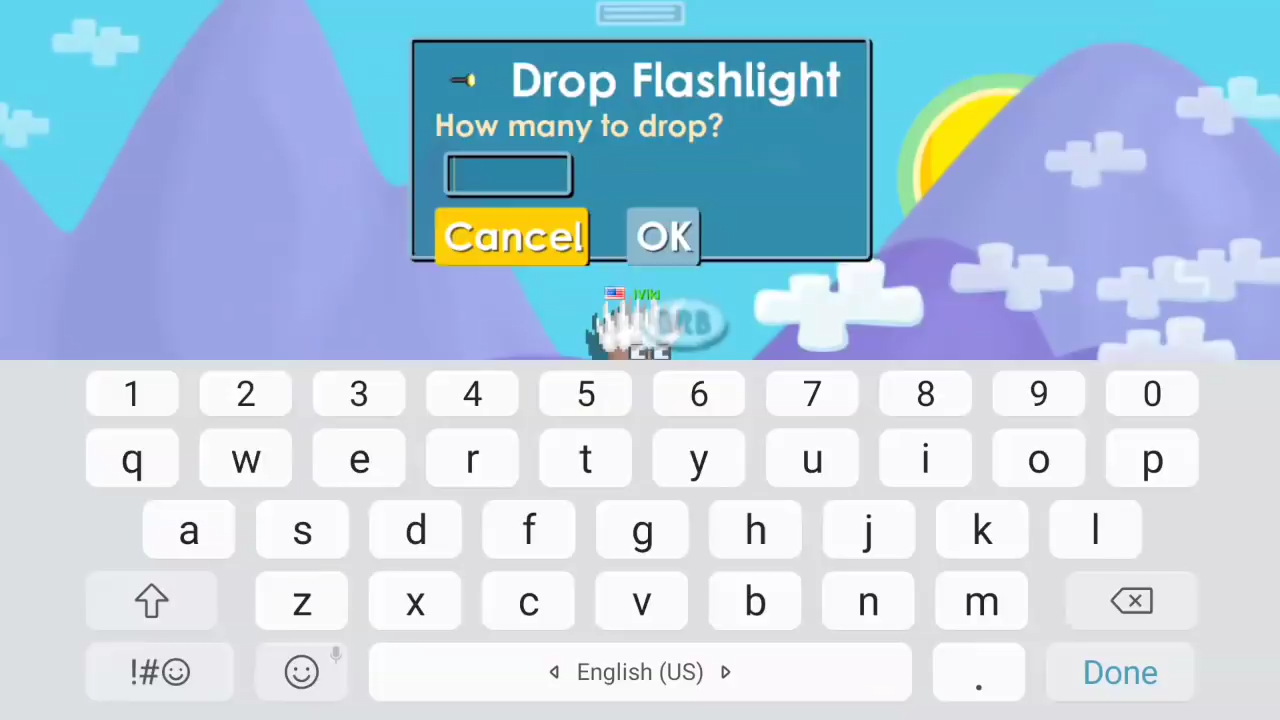 Drop Flashlight
How many to drop?
Cancel OK
iViki
1 2 3 4 5 6 7 8 9 0
q w e r t y u i o p
a s d f g h j k l
z x c v b n m
!# English (US) . Done